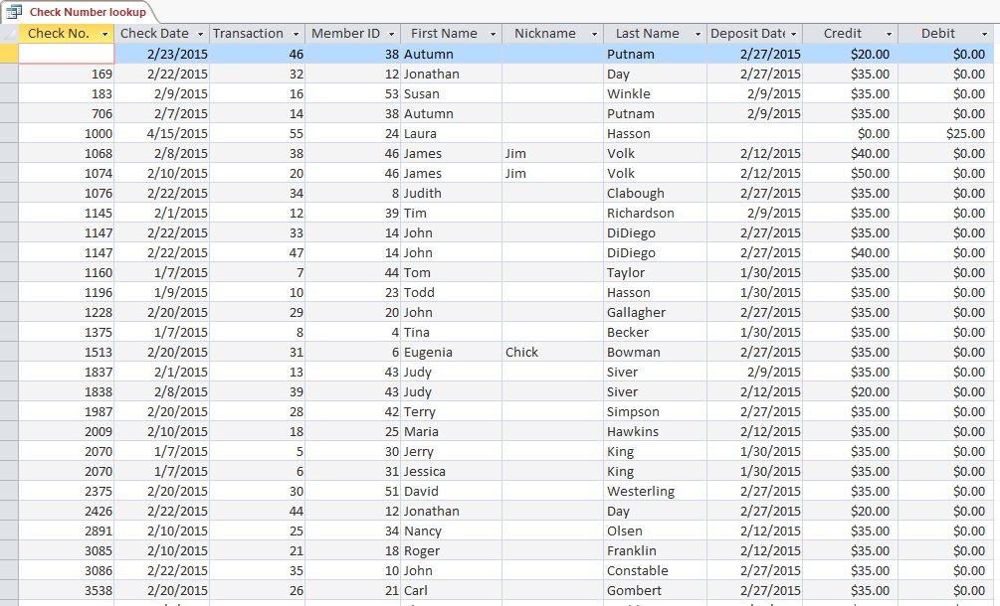 Check Number lookup
Check No. Check Date Transaction Member ID First Name Nickname Last Name Deposit Date Credit Debit
2/23/2015 46 38 Autumn Putnam 2/27/2015 $20.00 $0.00
169 2/22/2015 32 12 Jonathan Day 2/27/2015 $35.00 $0.00
183 2/9/2015 16 53 Susan Winkle 2/9/2015 $35.00 $0.00
706 2/7/2015 14 38 Autumn Putnam 2/9/2015 $35.00 $0.00
1000 4/15/2015 55 24 Laura Hasson $0.00 $25.00
1068 2/8/2015 38 46 James Jim Volk 2/12/2015 $40.00 $0.00
1074 2/10/2015 20 46 James Jim Volk 2/12/2015 $50.00 $0.00
1076 2/22/2015 34 8 Judith Clabough 2/27/2015 $35.00 $0.00
1145 2/1/2015 12 39 Tim Richardson 2/9/2015 $35.00 $0.00
1147 2/22/2015 33 14 John DiDiego 2/27/2015 $35.00 $0.00
1147 2/22/2015 47 14 John DiDiego 2/27/2015 $40.00 $0.00
1160 1/7/2015 7 44 Tom Taylor 1/30/2015 $35.00 $0.00
1196 1/9/2015 10 23 Todd Hasson 1/30/2015 $35.00 $0.00
1228 2/20/2015 29 20 John Gallagher 2/27/2015 $35.00 $0.00
1375 1/7/2015 8 4 Tina Becker 1/30/2015 $35.00 $0.00
1513 2/20/2015 31 6 Eugenia Chick Bowman 2/27/2015 $35.00 $0.00
1837 2/1/2015 13 43 Judy Siver 2/9/2015 $35.00 $0.00
1838 2/8/2015 39 43 Judy Siver 2/12/2015 $20.00 $0.00
1987 2/20/2015 28 42 Terry Simpson 2/27/2015 $35.00 $0.00
2009 2/10/2015 18 25 Maria Hawkins 2/12/2015 $35.00 $0.00
2070 1/7/2015 5 30 Jerry King 1/30/2015 $35.00 $0.00
2070 1/7/2015 6 31 Jessica King 1/30/2015 $35.00 $0.00
2375 2/20/2015 30 51 David Westerling 2/27/2015 $35.00 $0.00
2426 2/22/2015 44 12 Jonathan Day 2/27/2015 $20.00 $0.00
2891 2/10/2015 25 34 Nancy Olsen 2/12/2015 $35.00 $0.00
3085 2/10/2015 21 18 Roger Franklin 2/12/2015 $35.00 $0.00
3086 2/22/2015 35 10 John Constable 2/27/2015 $35.00 $0.00
3538 2/20/2015 26 21 Carl Gombert 2/27/2015 $35.00 $0.00